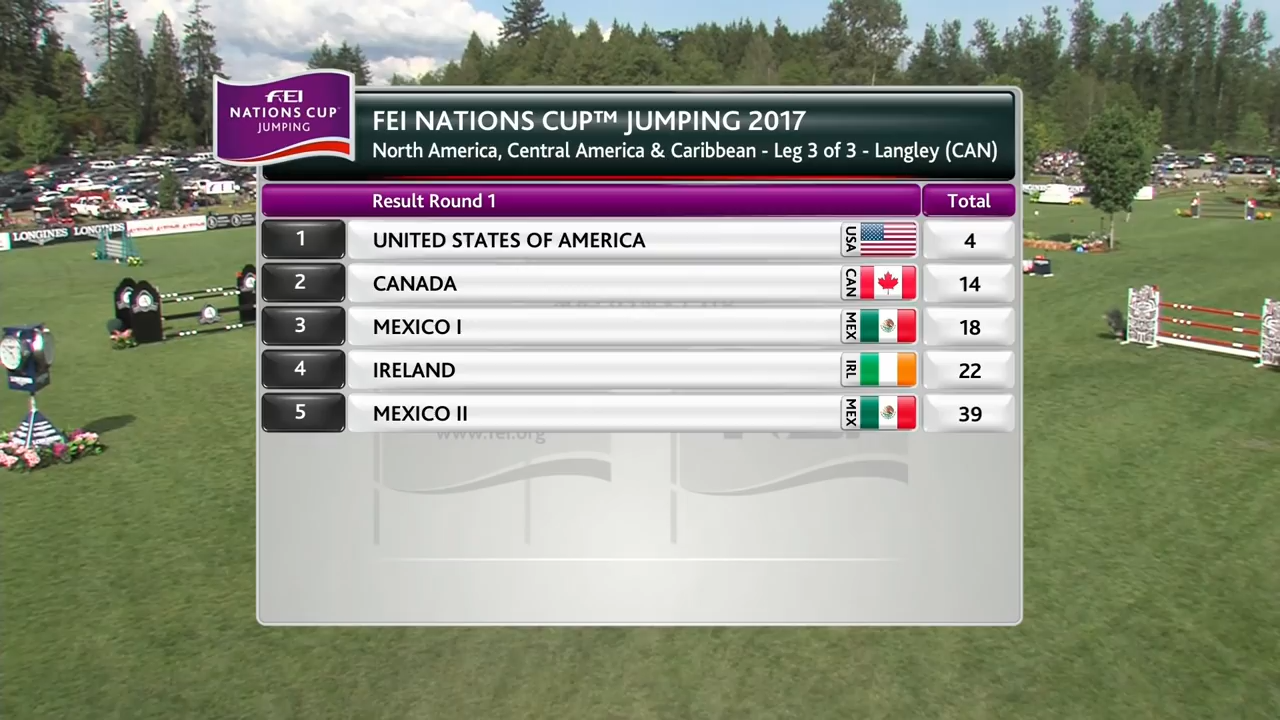 FEI
NATIONS CUP
JUMPING
FEI NATIONS CUP™ JUMPING 2017
North America, Central America & Caribbean - Leg 3 of 3 - Langley (CAN)
Result Round 1 Total
1 UNITED STATES OF AMERICA USA 4
2 CANADA CAN 14
3 MEXICO I MEX 18
4 IRELAND IRL 22
5 MEXICO II MEX 39
www.fei.org
LONGINES LONGINES